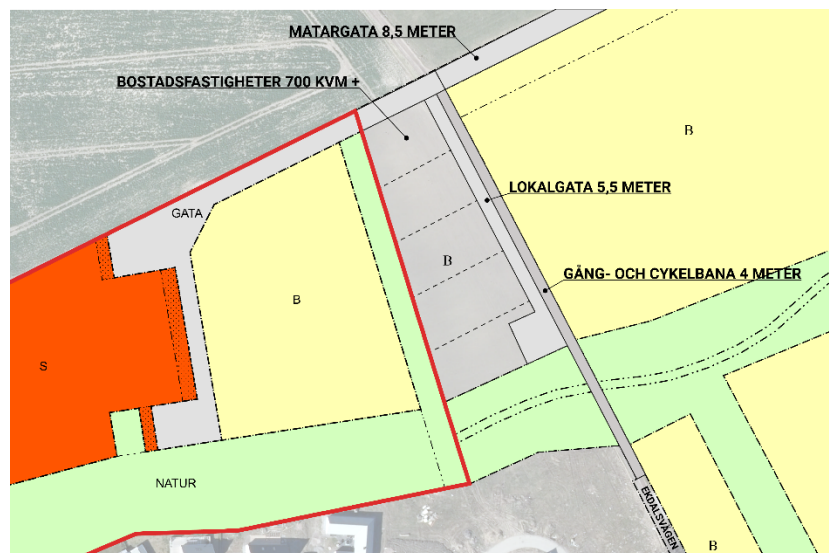 MATARGATA 8,5 METER
BOSTADSFASTIGHETER 700 KVM +
B
LOKALGATA 5,5 METER
GATA
B
GÅNG- OCH CYKELBANA 4 METER
B
S
NATUR
EKDALSVÄGEN
B